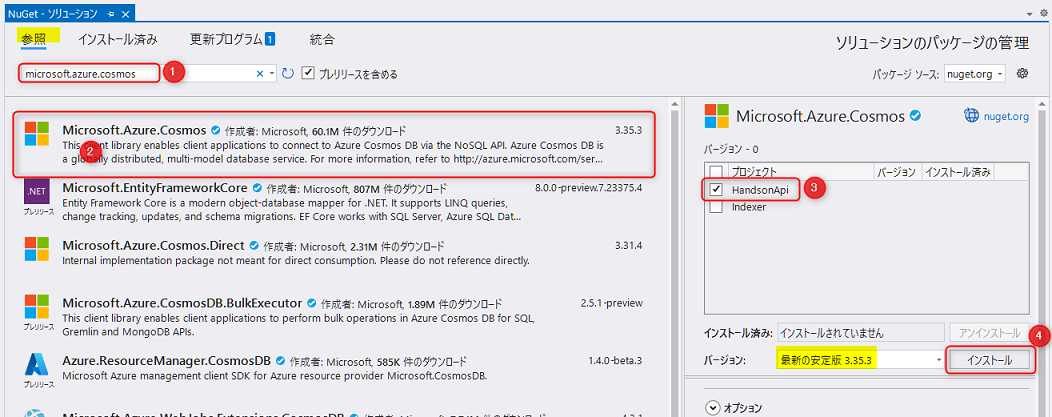 NuGet - ソリューション
参照 インストール済み 更新プログラム 1 統合
ソリューションのパッケージの管理
microsoft.azure.cosmos
1
プレリリースを含める
パッケージ ソース: nuget.org
Microsoft.Azure.Cosmos 作成者: Microsoft, 60.1M 件のダウンロード 3.35.3
This client library enables client applications to connect to Azure Cosmos DB via the NoSQL API. Azure Cosmos DB is
2
a globally distributed, multi-model database service. For more information, refer to http://azure.microsoft.com/ser...
.NET
プレリリース
Microsoft.EntityFrameworkCore 作成者: Microsoft, 807M 件のダウンロード 8.0.0-preview.7.23375.4
Entity Framework Core is a modern object-database mapper for .NET. It supports LINQ queries,
change tracking, updates, and schema migrations. EF Core works with SQL Server, Azure SQL Dat...
Microsoft.Azure.Cosmos.Direct 作成者: Microsoft, 2.31M 件のダウンロード 3.31.4
Internal implementation package not meant for direct consumption. Please do not reference directly.
プレリリース
Microsoft.Azure.CosmosDB.BulkExecutor 作成者: Microsoft, 1.89M 件のダウンロード 2.5.1-preview
This client library enables client applications to perform bulk operations in Azure Cosmos DB for SQL,
Gremlin and MongoDB APIs.
プレリリース
Azure.ResourceManager.CosmosDB 作成者: Microsoft, 585K 件のダウンロード 1.4.0-beta.3
Microsoft Azure management client SDK for Azure resource provider Microsoft.CosmosDB.
Microsoft.Azure.WebJobs.Extensions.CosmosDB
Microsoft.Azure.Cosmos nuget.org
バージョン - 0
プロジェクト バージョン インストール済み
HandsonApi
3
Indexer
インストール済み: インストールされていません アンインストール
4
バージョン: 最新の安定版 3.35.3 インストール
オプション